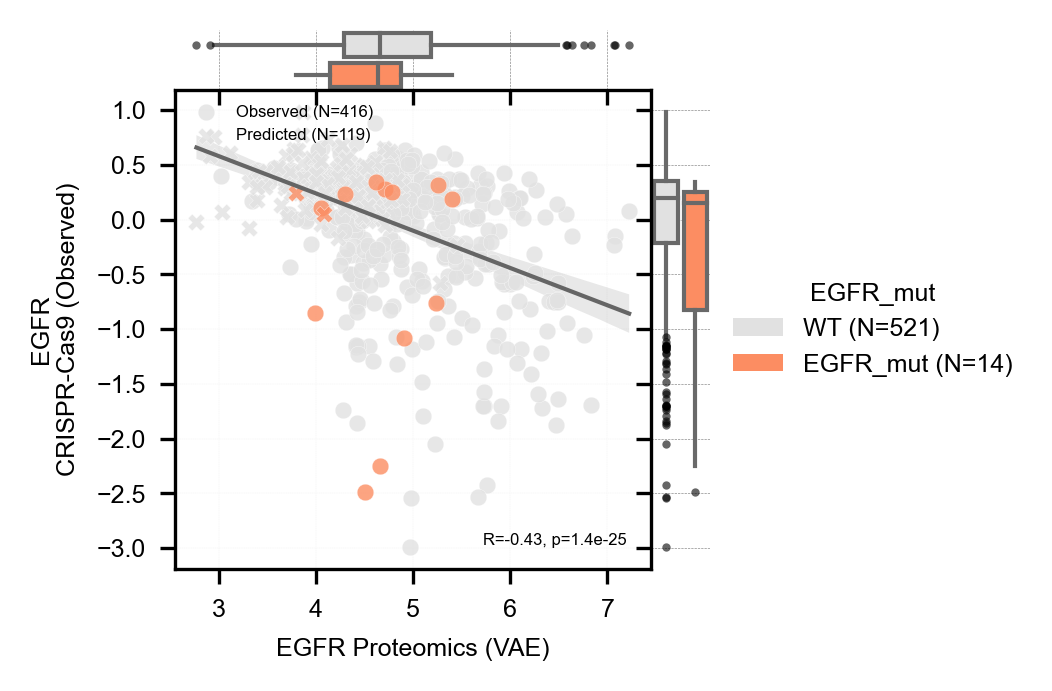 Observed (N=416)
Predicted (N=119)
1.0
0.5
0.0
−0.5
−1.0
−1.5
−2.0
−2.5
−3.0
EGFR
CRISPR-Cas9 (Observed)
R=-0.43, p=1.4e-25
3 4 5 6 7
EGFR Proteomics (VAE)
EGFR_mut
WT (N=521)
EGFR_mut (N=14)